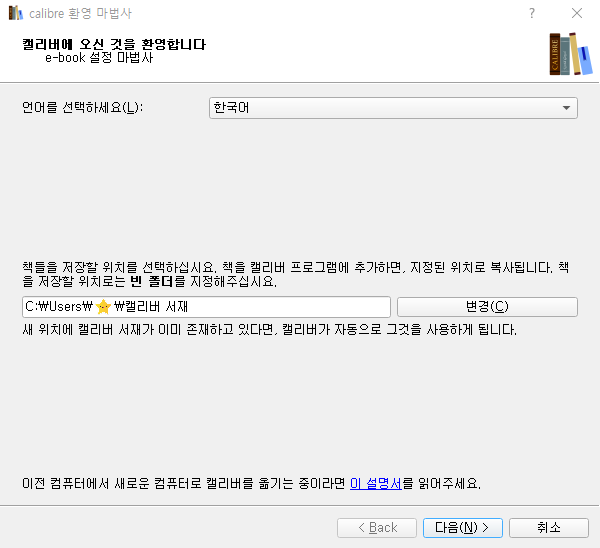 calibre 환영 마법사
캘리버에 오신 것을 환영합니다
e-book 설정 마법사
CALIBRE
언어를 선택하세요(L):
한국어
책들을 저장할 위치를 선택하십시요. 책을 캘리버 프로그램에 추가하면, 지정된 위치로 복사됩니다. 책
을 저장할 위치로는 빈 폴더를 지정해주십시요.
C:₩Users₩⭐₩캘리버 서재
변경(C)
새 위치에 캘리버 서재가 이미 존재하고 있다면, 캘리버가 자동으로 그것을 사용하게 됩니다.
이전 컴퓨터에서 새로운 컴퓨터로 캘리버를 옮기는 중이라면 이 설명서를 읽어주세요.
< Back
다음(N) >
취소